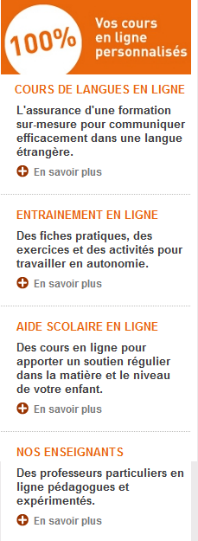 100%
Vos cours
en ligne
personnalisés
COURS DE LANGUES EN LIGNE
L'assurance d'une formation
sur-mesure pour communiquer
efficacement dans une langue
étrangère.
En savoir plus
ENTRAINEMENT EN LIGNE
Des fiches pratiques, des
exercices et des activités pour
travailler en autonomie.
En savoir plus
AIDE SCOLAIRE EN LIGNE
Des cours en ligne pour
apporter un soutien régulier
dans la matière et le niveau
de votre enfant.
En savoir plus
NOS ENSEIGNANTS
Des professeurs particuliers en
ligne pédagogues et
expérimentés.
En savoir plus